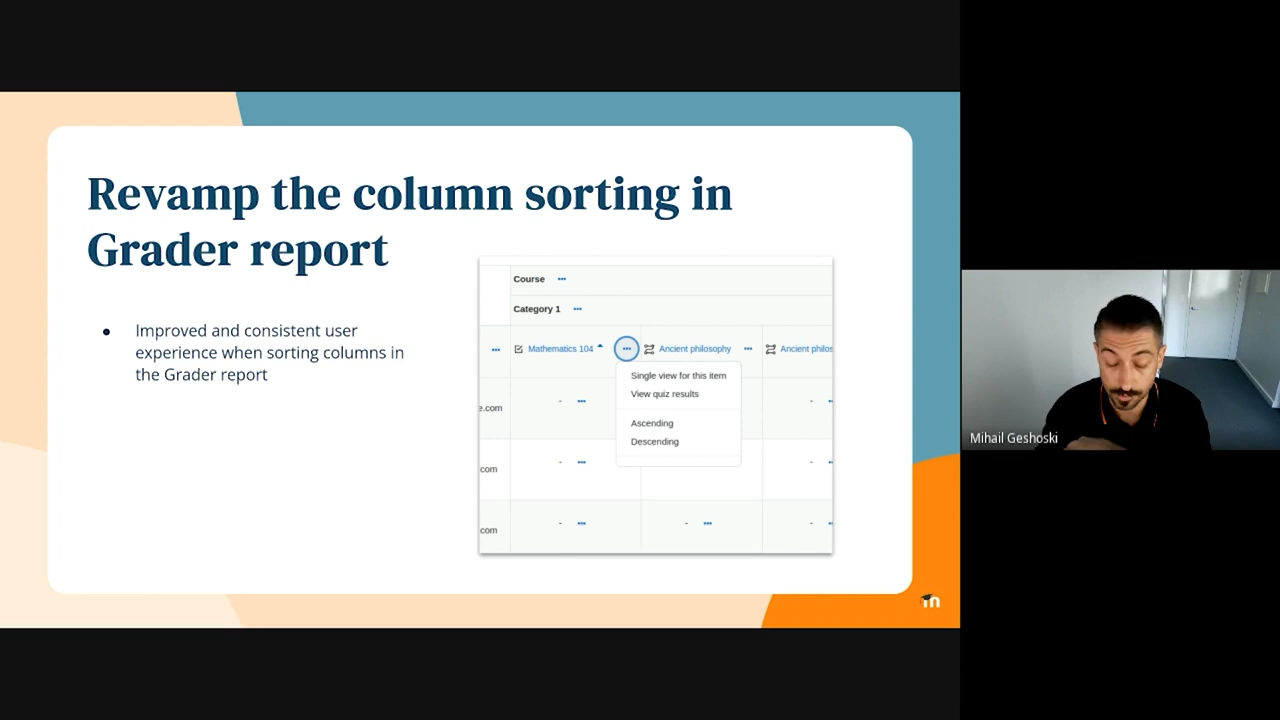 Revamp the column sorting in
Grader report
Improved and consistent user
experience when sorting columns in
the Grader report
Course
Category 1
Mathematics 104
Ancient philosophy
Ancient philos
Single view for this item
View quiz results
Ascending
Descending
e.com
com
com
m
Mihail Geshoski